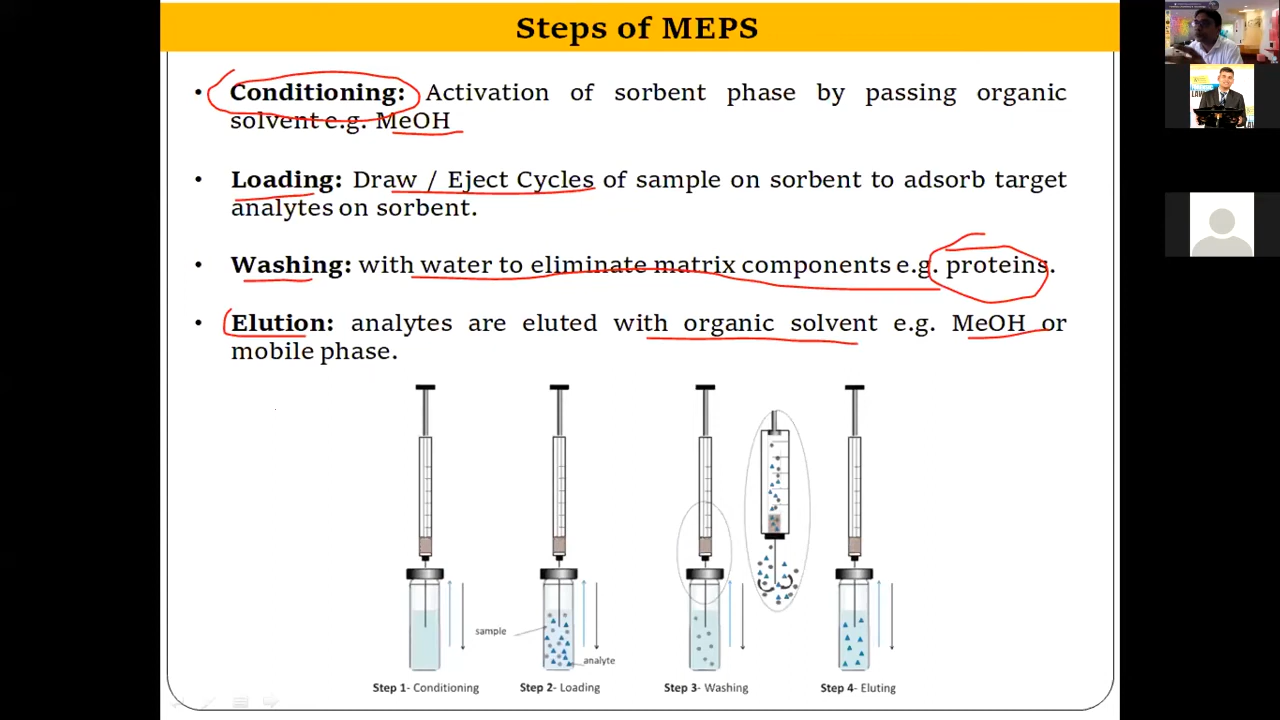 Steps of MEPS
• Conditioning: Activation of sorbent phase by passing organic
solvent e.g. MeOH
• Loading: Draw / Eject Cycles of sample on sorbent to adsorb target
analytes on sorbent.
• Washing: with water to eliminate matrix components e.g. proteins.
• Elution: analytes are eluted with organic solvent e.g. MeOH or
mobile phase.
sample
analyte
Step 1- Conditioning
Step 2- Loading
Step 3- Washing
Step 4- Eluting